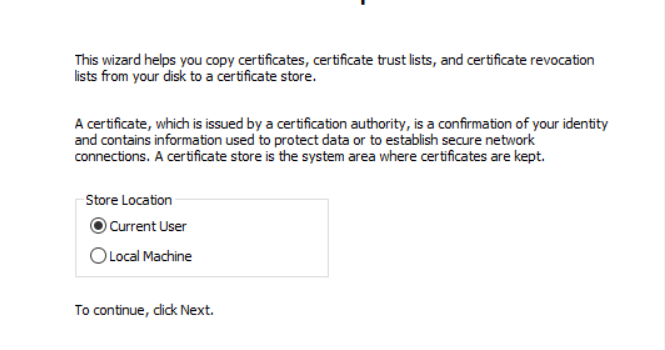 This wizard helps you copy certificates, certificate trust lists, and certificate revocation
lists from your disk to a certificate store.
A certificate, which is issued by a certification authority, is a confirmation of your identity
and contains information used to protect data or to establish secure network
connections. A certificate store is the system area where certificates are kept.
Store Location
Current User
Local Machine
To continue, click Next.